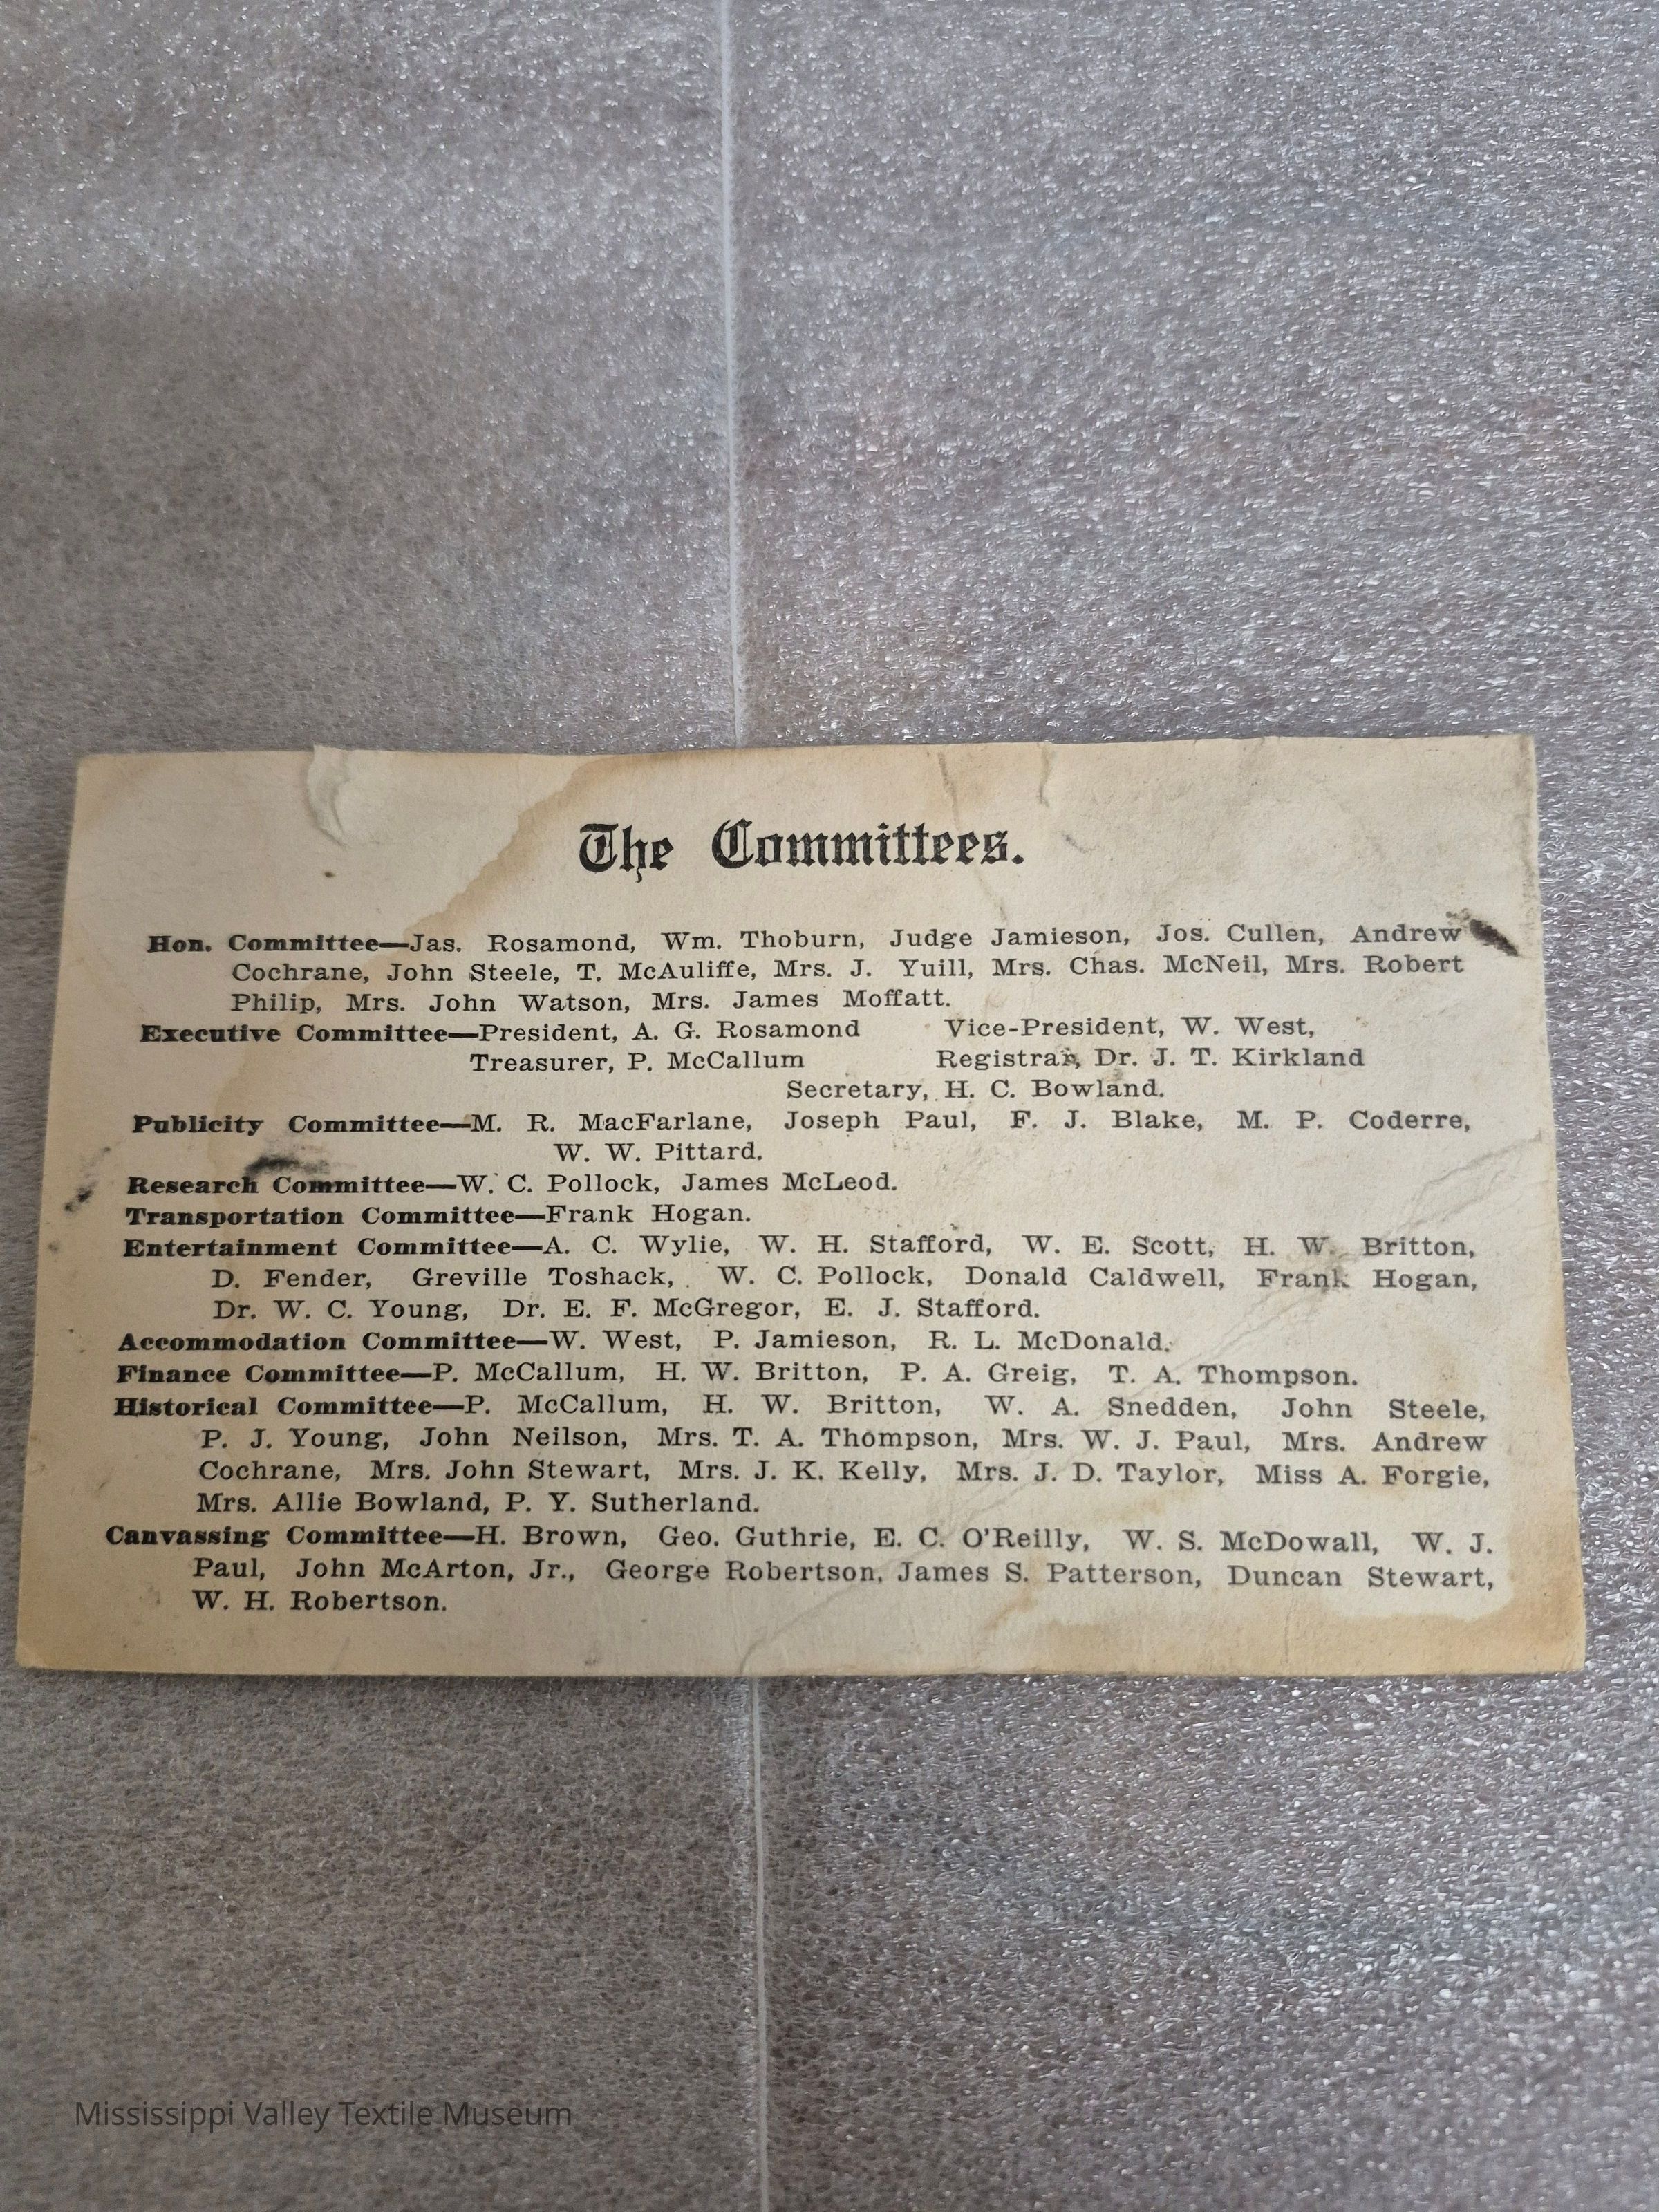 The Committees.
Hon. Committee—Jas. Rosamond, Wm. Thoburn, Judge Jamieson, Jos. Cullen, Andrew
Cochrane, John Steele, T. McAuliffe, Mrs. J. Yuill, Mrs. Chas. McNeil, Mrs. Robert
Philip, Mrs. John Watson, Mrs. James Moffatt.
Executive Committee—President, A. G. Rosamond Vice-President, W. West,
Treasurer, P. McCallum Registrar, Dr. J. T. Kirkland
Secretary, H. C. Bowland.
Publicity Committee—M. R. MacFarlane, Joseph Paul, F. J. Blake, M. P. Coderre,
W. W. Pittard.
Research Committee—W. C. Pollock, James McLeod.
Transportation Committee—Frank Hogan.
Entertainment Committee—A. C. Wylie, W. H. Stafford, W. E. Scott, H. W. Britton,
D. Fender, Greville Toshack, W. C. Pollock, Donald Caldwell, Frank Hogan,
Dr. W. C. Young, Dr. E. F. McGregor, E. J. Stafford.
Accommodation Committee—W. West, P. Jamieson, R. L. McDonald.
Finance Committee—P. McCallum, H. W. Britton, P. A. Greig, T. A. Thompson.
Historical Committee—P. McCallum, H. W. Britton, W. A. Snedden, John Steele,
P. J. Young, John Neilson, Mrs. T. A. Thompson, Mrs. W. J. Paul, Mrs. Andrew
Cochrane, Mrs. John Stewart, Mrs. J. K. Kelly, Mrs. J. D. Taylor, Miss A. Forgie,
Mrs. Allie Bowland, P. Y. Sutherland.
Canvassing Committee—H. Brown, Geo. Guthrie, E. C. O'Reilly, W. S. McDowall, W. J.
Paul, John McArton, Jr., George Robertson, James S. Patterson, Duncan Stewart,
W. H. Robertson.
Mississippi Valley Textile Museum